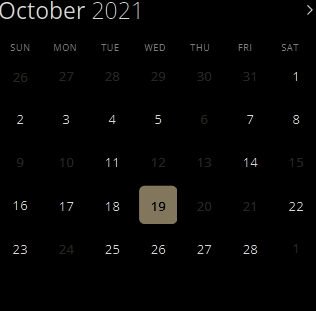 October 2021
SUN MON TUE WED THU FRI SAT
26 27 28 29 30 31 1
2 3 4 5 6 7 8
9 10 11 12 13 14 15
16 17 18 19 20 21 22
23 24 25 26 27 28 1